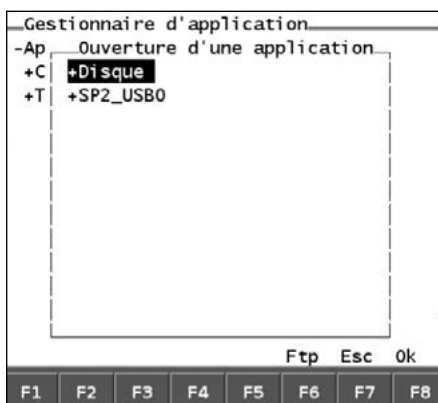 Gestionnaire d'application
-Ap
Ouverture d'une application
+C
+Disque
+T
+SP2_USB0
Ftp Esc Ok
F1 F2 F3 F4 F5 F6 F7 F8